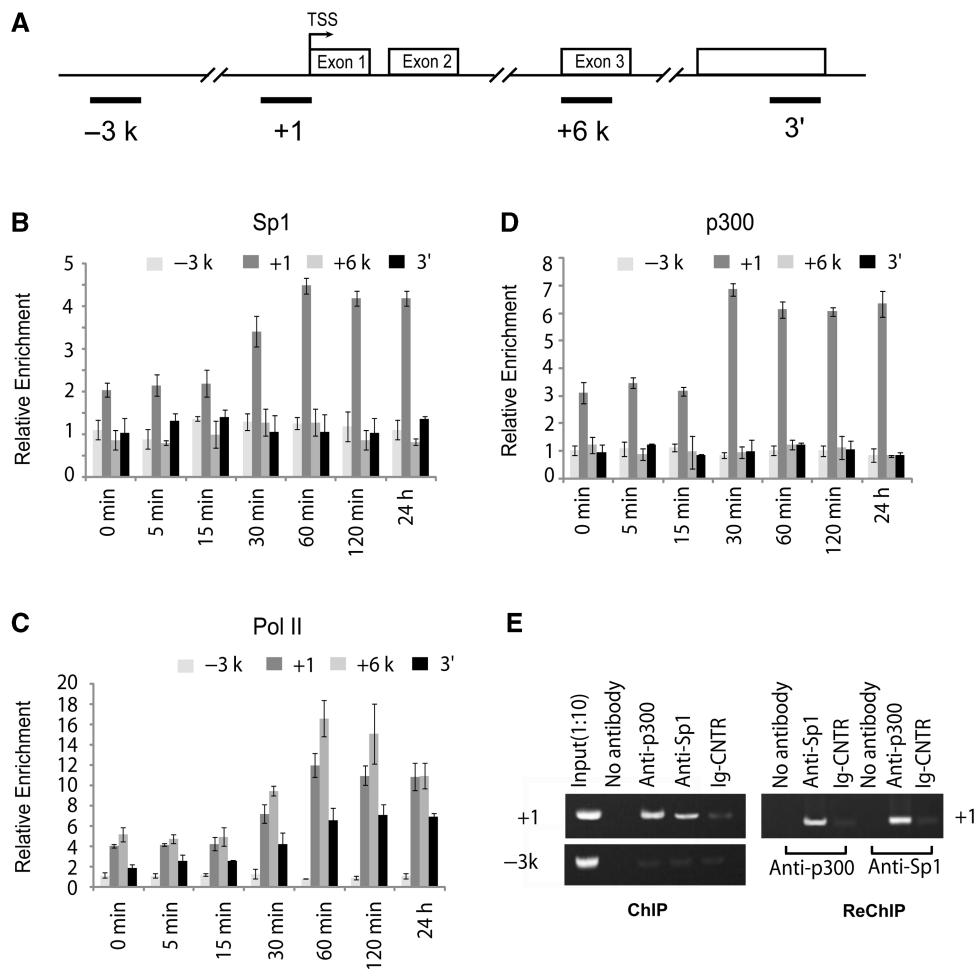 A
TSS
Exon 1
Exon 2
Exon 3
–3 k
+1
+6 k
3'
B
Sp1
–3 k
+1
+6 k
3'
Relative Enrichment
5
4
3
2
1
0
0 min
5 min
15 min
30 min
60 min
120 min
24 h
D
p300
–3 k
+1
+6 k
3'
Relative Enrichment
8
7
6
5
4
3
2
1
0
0 min
5 min
15 min
30 min
60 min
120 min
24 h
C
Pol II
–3 k
+1
+6 k
3'
Relative Enrichment
20
18
16
14
12
10
8
6
4
2
0
0 min
5 min
15 min
30 min
60 min
120 min
24 h
E
Input(1:10)
No antibody
Anti-p300
Anti-Sp1
Ig-CNTR
No antibody
Anti-Sp1
Ig-CNTR
No antibody
Anti-p300
Ig-CNTR
+1
+1
–3k
Anti-p300
Anti-Sp1
ChIP
ReChIP